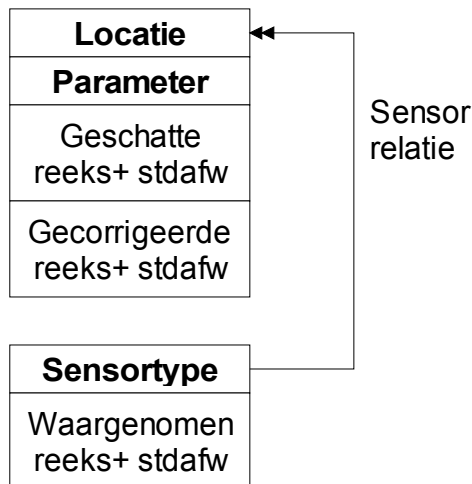 Locatie
Parameter
Geschatte
reeks+ stdafw
Gecorrigeerde
reeks+ stdafw
Sensor
relatie
Sensortype
Waargenomen
reeks+ stdafw